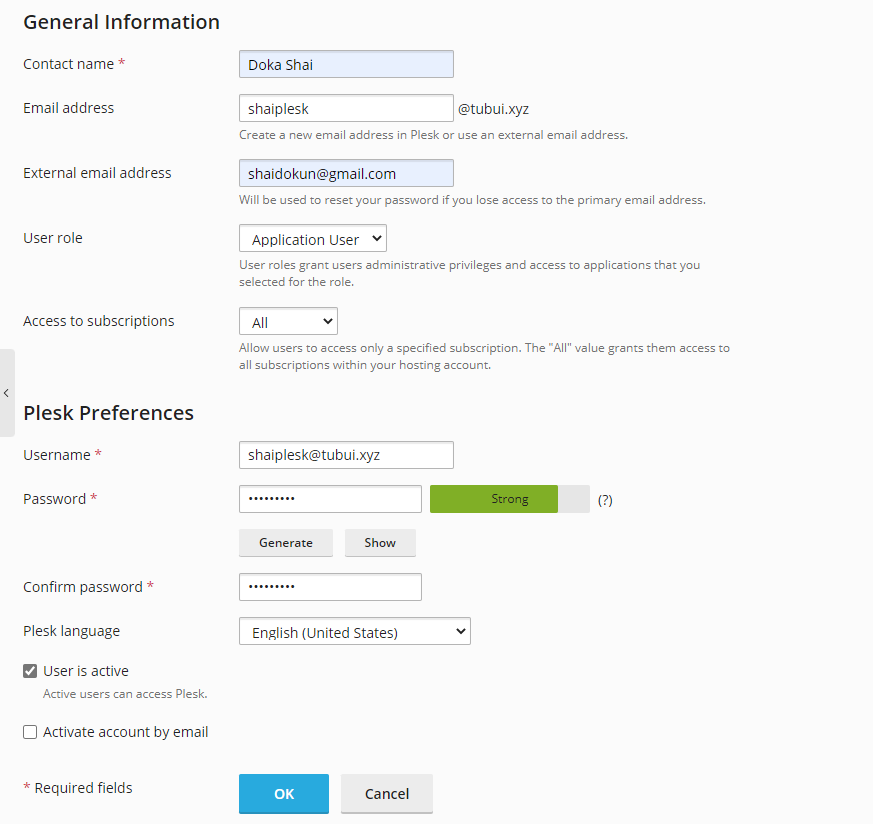 General Information
Contact name * Doka Shai
Email address shaiplesk @tubui.xyz
Create a new email address in Plesk or use an external email address.
External email address shaidokun@gmail.com
Will be used to reset your password if you lose access to the primary email address.
User role Application User
User roles grant users administrative privileges and access to applications that you
selected for the role.
Access to subscriptions All
Allow users to access only a specified subscription. The "All" value grants them access to
all subscriptions within your hosting account.
Plesk Preferences
Username * shaiplesk@tubui.xyz
Password * ••••••••• Strong (?)
Generate Show
Confirm password * •••••••••
Plesk language English (United States)
User is active
Active users can access Plesk.
Activate account by email
* Required fields OK Cancel